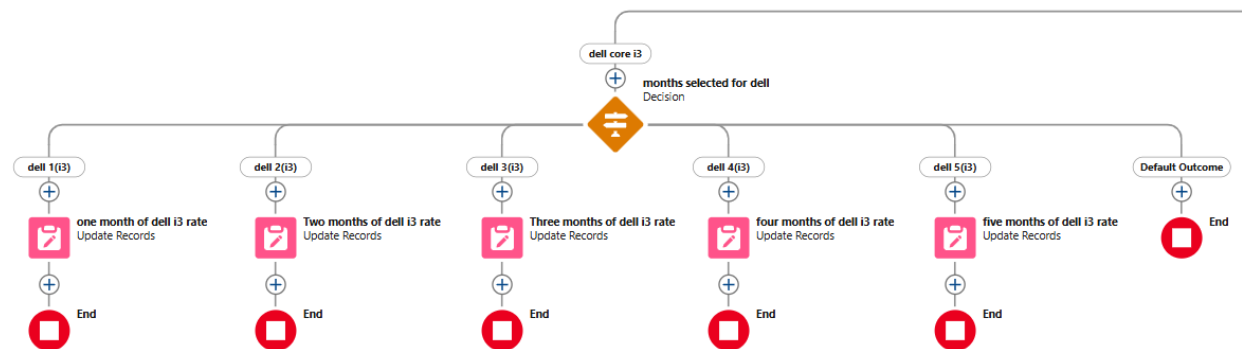 dell core i3
months selected for dell
Decision
dell 1(i3)
dell 2(i3)
dell 3(i3)
dell 4(i3)
dell 5(i3)
Default Outcome
one month of dell i3 rate
Update Records
Two months of dell i3 rate
Update Records
Three months of dell i3 rate
Update Records
four months of dell i3 rate
Update Records
five months of dell i3 rate
Update Records
End
End
End
End
End
End